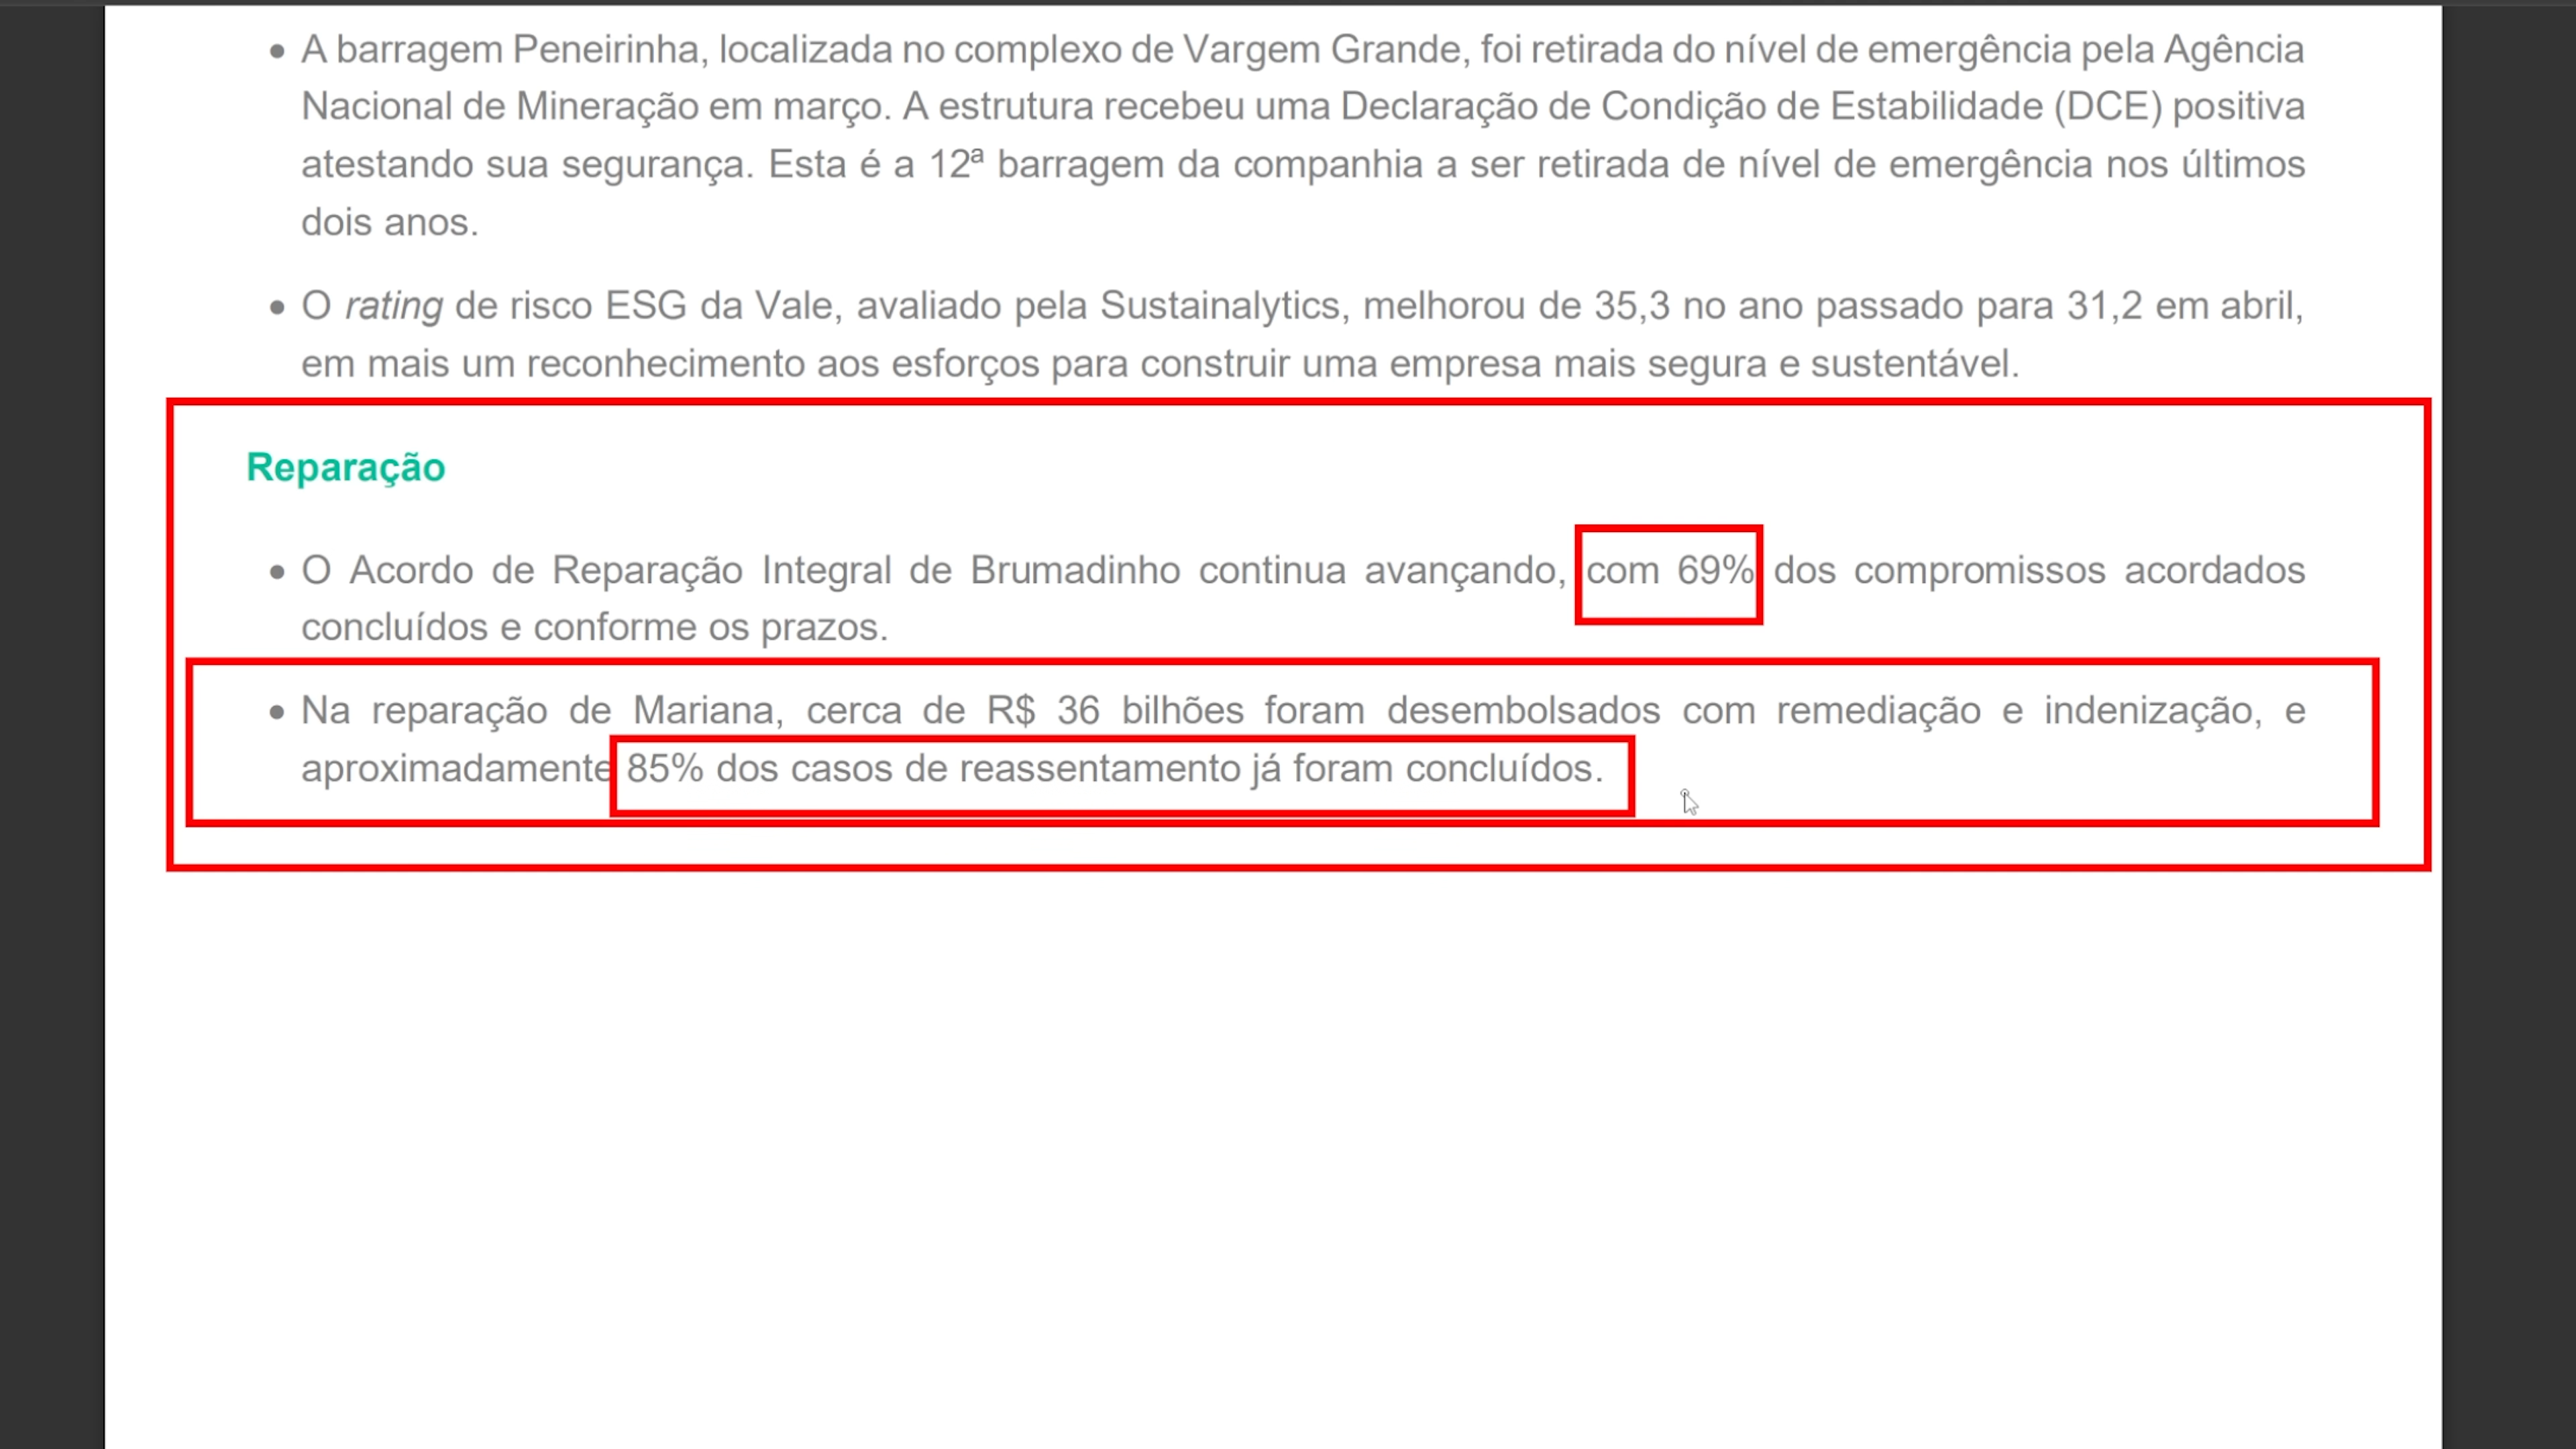 • A barragem Peneirinha, localizada no complexo de Vargem Grande, foi retirada do nível de emergência pela Agência
Nacional de Mineração em março. A estrutura recebeu uma Declaração de Condição de Estabilidade (DCE) positiva
atestando sua segurança. Esta é a 12ª barragem da companhia a ser retirada de nível de emergência nos últimos
dois anos.
• O rating de risco ESG da Vale, avaliado pela Sustainalytics, melhorou de 35,3 no ano passado para 31,2 em abril,
em mais um reconhecimento aos esforços para construir uma empresa mais segura e sustentável.
Reparação
• O Acordo de Reparação Integral de Brumadinho continua avançando, com 69% dos compromissos acordados
concluídos e conforme os prazos.
• Na reparação de Mariana, cerca de R$ 36 bilhões foram desembolsados com remediação e indenização, e
aproximadamente 85% dos casos de reassentamento já foram concluídos.